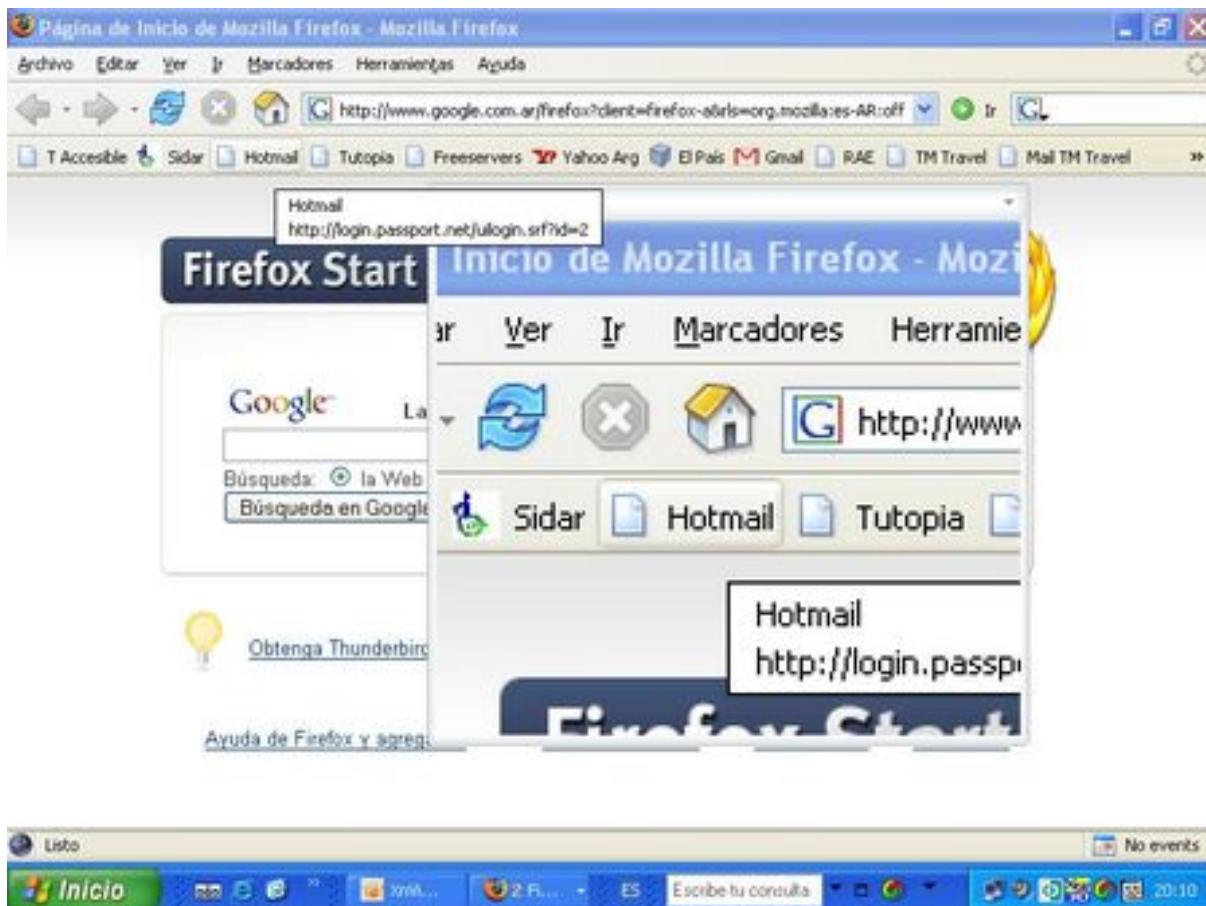 Página de Inicio de Mozilla Firefox - Mozilla Firefox
Archivo Editar Ver Ir Marcadores Herramientas Ayuda
http://www.google.com.ar/firefox?client=firefox-a&rls=org.mozilla:es-AR:off Ir
T Accesible Sidar Hotmail Tutopia Freeservers Yahoo Arg El País Gmail RAE TM Travel Mail TM Travel
Hotmail
http://login.passport.net/uilogin.srf?id=2
Firefox Start
Google La
Búsqueda: la Web
Búsqueda en Google
Obtenga Thunderbird
Ayuda de Firefox y agreg
Inicio de Mozilla Firefox - Mozi
ar Ver Ir Marcadores Herramie
http://www
Sidar Hotmail Tutopia
Hotmail
http://login.passp
Firefox Start
Listo No events
Inicio 2 Fi... ES Escribe tu consulta 20:10